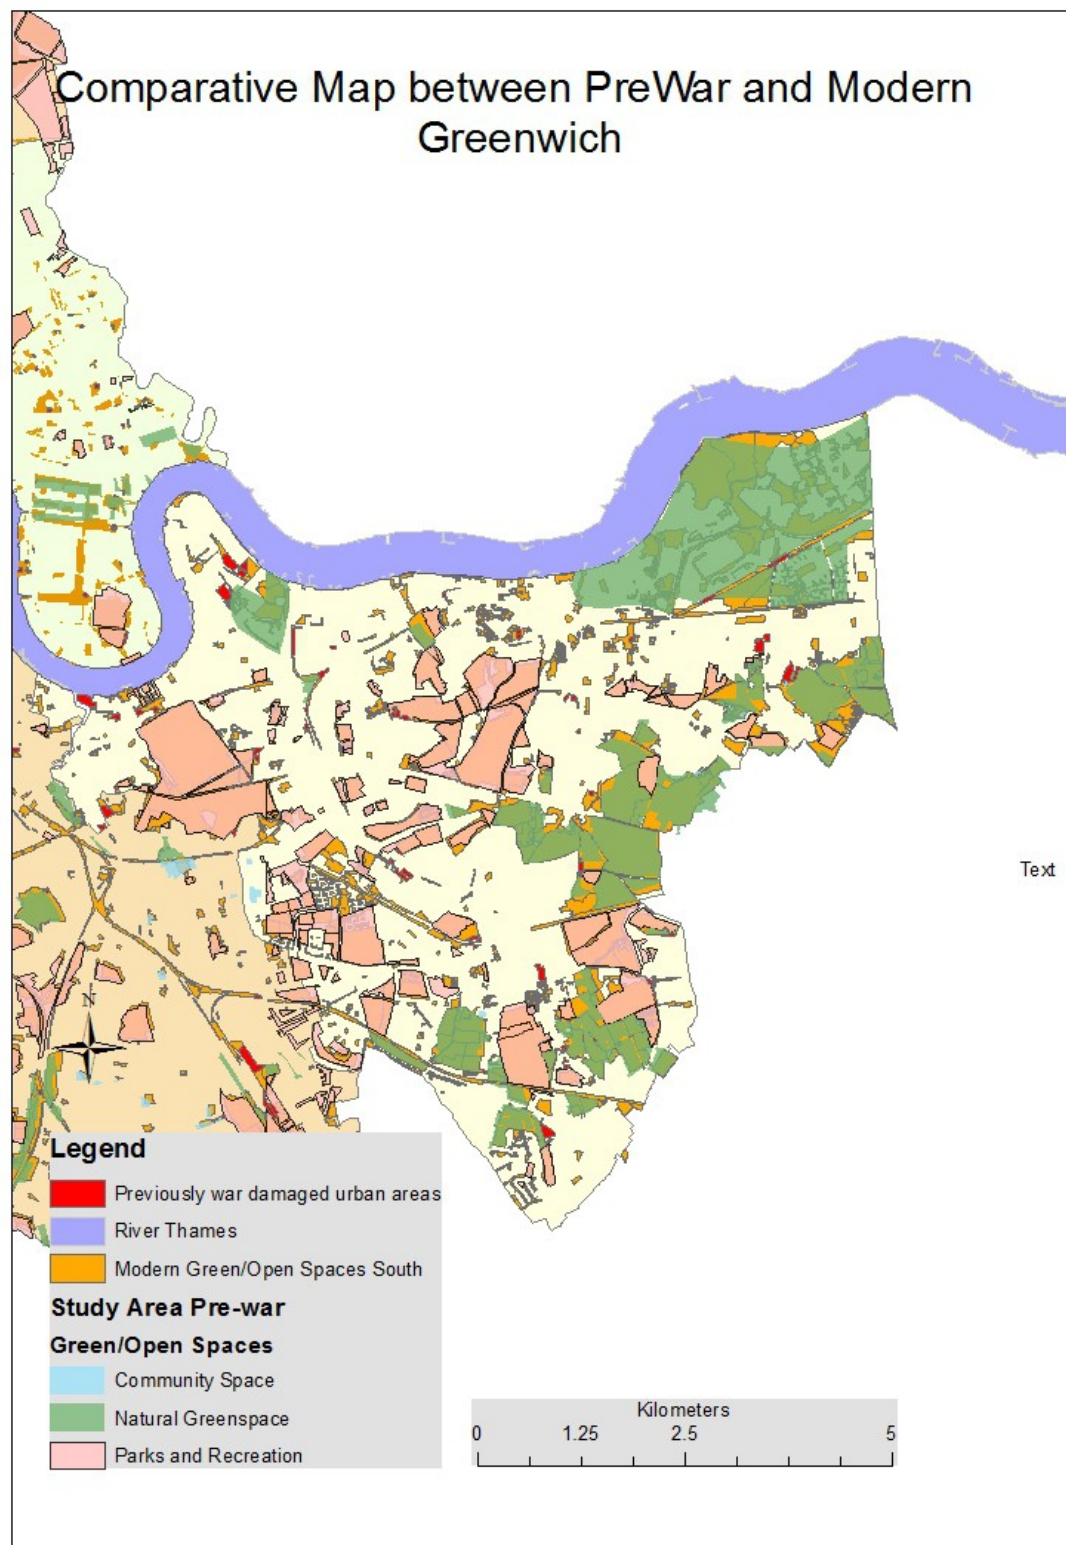 Comparative Map between PreWar and Modern
Greenwich
Text
N
Legend
Previously war damaged urban areas
River Thames
Modern Green/Open Spaces South
Study Area Pre-war
Green/Open Spaces
Community Space
Natural Greenspace
Parks and Recreation
Kilometers
0 1.25 2.5 5